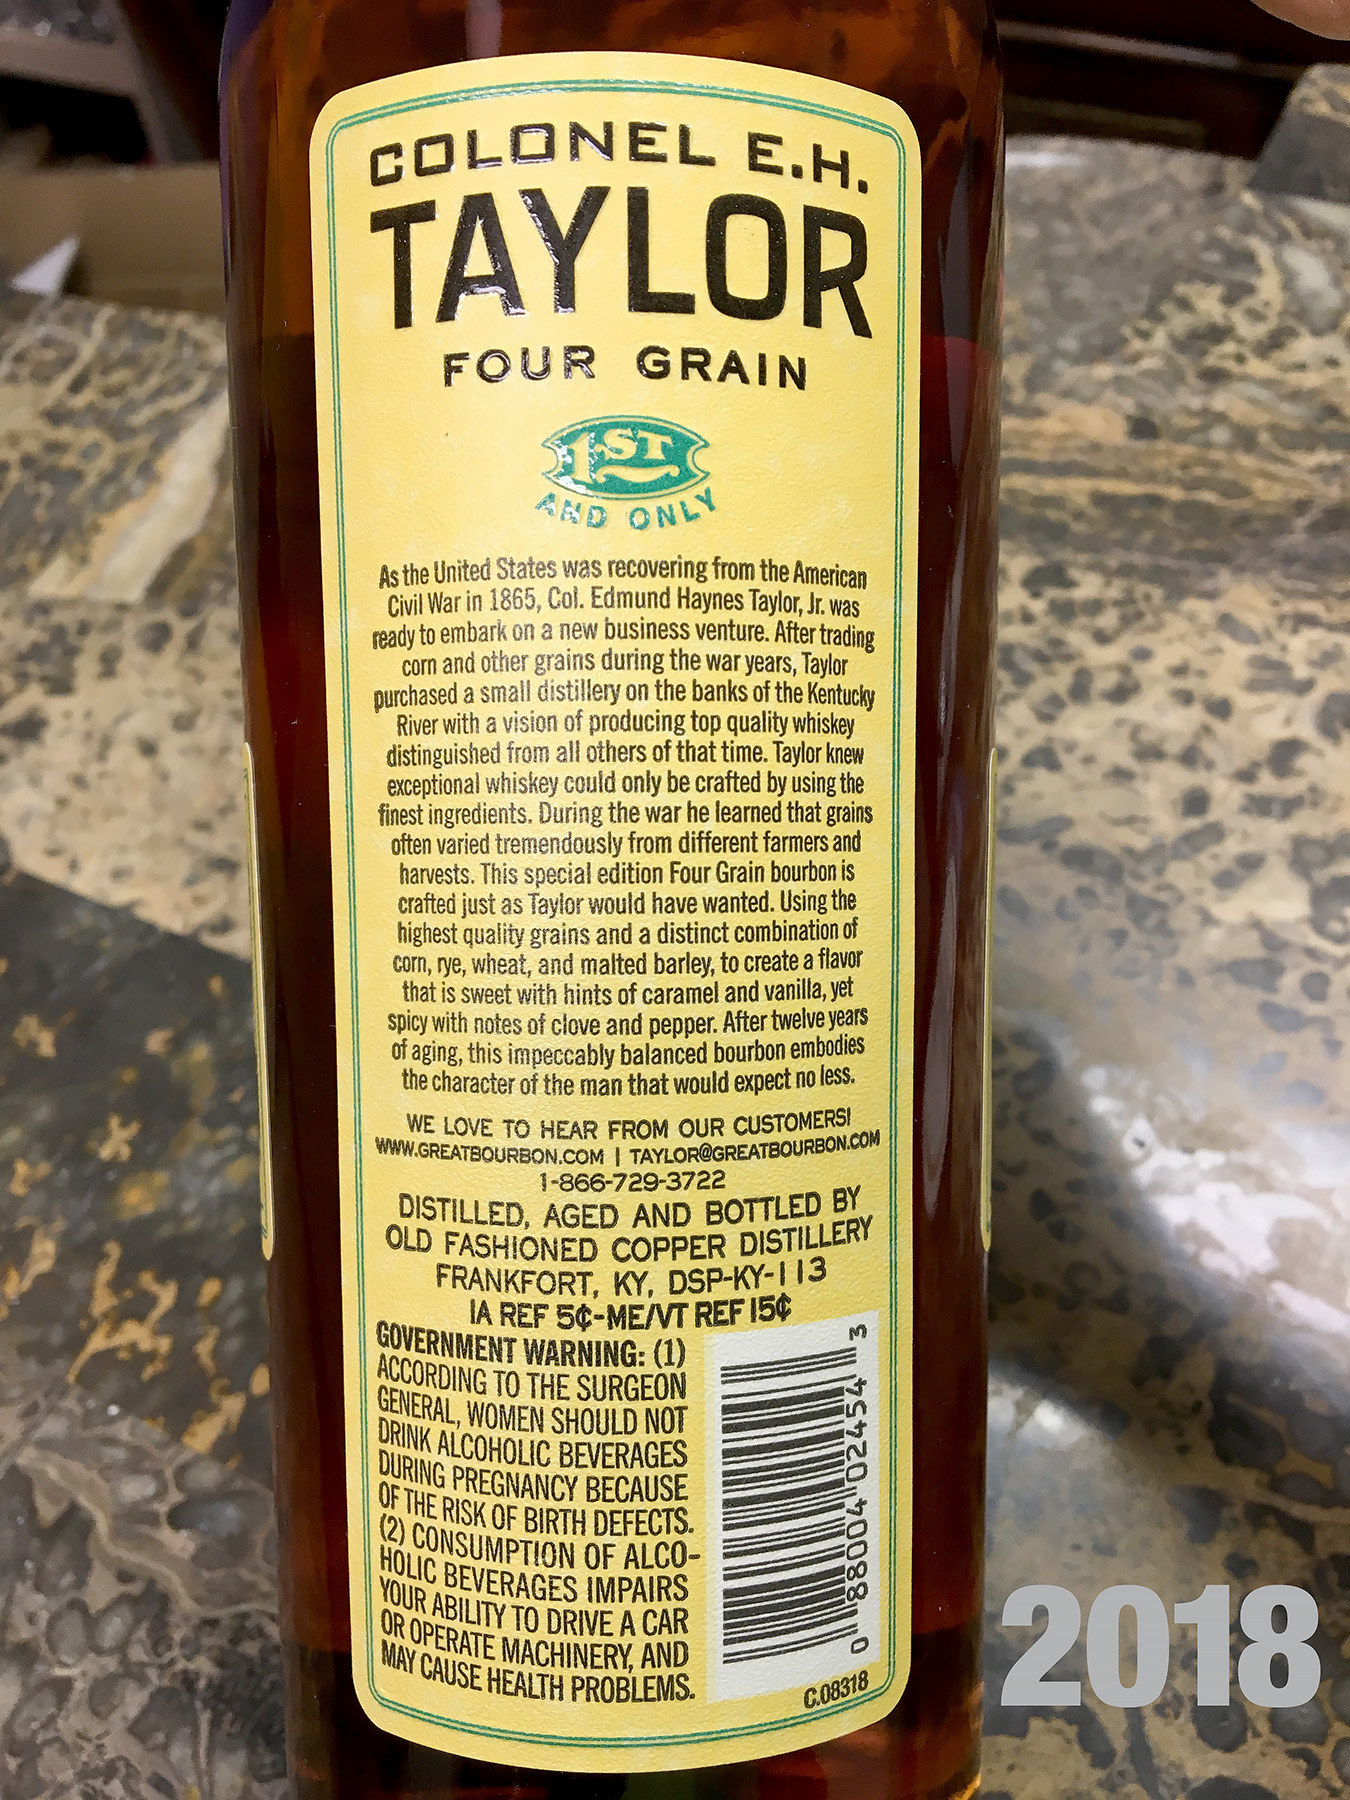 COLONEL E.H.
TAYLOR
FOUR GRAIN
1ST
AND ONLY
As the United States was recovering from the American
Civil War in 1865, Col. Edmund Haynes Taylor, Jr. was
ready to embark on a new business venture. After trading
corn and other grains during the war years, Taylor
purchased a small distillery on the banks of the Kentucky
River with a vision of producing top quality whiskey
distinguished from all others of that time. Taylor knew
exceptional whiskey could only be crafted by using the
finest ingredients. During the war he learned that grains
often varied tremendously from different farmers and
harvests. This special edition Four Grain bourbon is
crafted just as Taylor would have wanted. Using the
highest quality grains and a distinct combination of
corn, rye, wheat, and malted barley, to create a flavor
that is sweet with hints of caramel and vanilla, yet
spicy with notes of clove and pepper. After twelve years
of aging, this impeccably balanced bourbon embodies
the character of the man that would expect no less.
WE LOVE TO HEAR FROM OUR CUSTOMERS!
WWW.GREATBOURBON.COM | TAYLOR@GREATBOURBON.COM
1-866-729-3722
DISTILLED, AGED AND BOTTLED BY
OLD FASHIONED COPPER DISTILLERY
FRANKFORT, KY, DSP-KY-113
IA REF 5¢-ME/VT REF 15¢
GOVERNMENT WARNING: (1)
ACCORDING TO THE SURGEON
GENERAL, WOMEN SHOULD NOT
DRINK ALCOHOLIC BEVERAGES
DURING PREGNANCY BECAUSE
OF THE RISK OF BIRTH DEFECTS.
(2) CONSUMPTION OF ALCO-
HOLIC BEVERAGES IMPAIRS
YOUR ABILITY TO DRIVE A CAR
OR OPERATE MACHINERY, AND
MAY CAUSE HEALTH PROBLEMS.
0 88004 02454 3
C.08318
2018